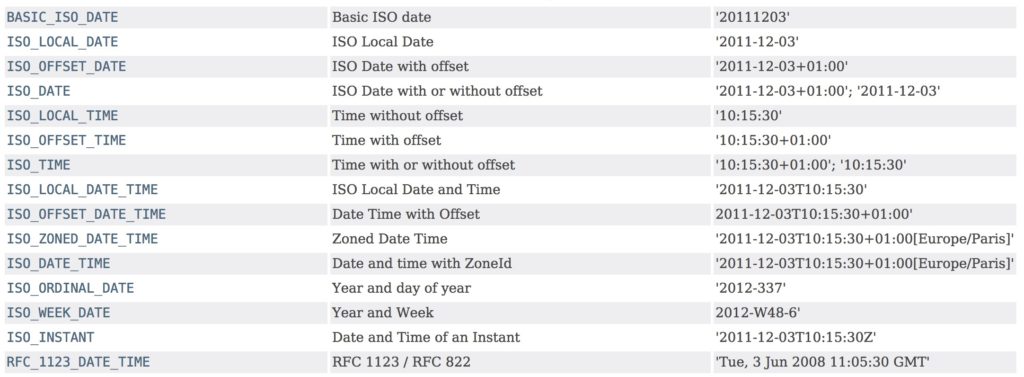 BASIC_ISO_DATE Basic ISO date '20111203'
ISO_LOCAL_DATE ISO Local Date '2011-12-03'
ISO_OFFSET_DATE ISO Date with offset '2011-12-03+01:00'
ISO_DATE ISO Date with or without offset '2011-12-03+01:00'; '2011-12-03'
ISO_LOCAL_TIME Time without offset '10:15:30'
ISO_OFFSET_TIME Time with offset '10:15:30+01:00'
ISO_TIME Time with or without offset '10:15:30+01:00'; '10:15:30'
ISO_LOCAL_DATE_TIME ISO Local Date and Time '2011-12-03T10:15:30'
ISO_OFFSET_DATE_TIME Date Time with Offset 2011-12-03T10:15:30+01:00'
ISO_ZONED_DATE_TIME Zoned Date Time '2011-12-03T10:15:30+01:00[Europe/Paris]'
ISO_DATE_TIME Date and time with ZoneId '2011-12-03T10:15:30+01:00[Europe/Paris]'
ISO_ORDINAL_DATE Year and day of year '2012-337'
ISO_WEEK_DATE Year and Week 2012-W48-6'
ISO_INSTANT Date and Time of an Instant '2011-12-03T10:15:30Z'
RFC_1123_DATE_TIME RFC 1123 / RFC 822 'Tue, 3 Jun 2008 11:05:30 GMT'